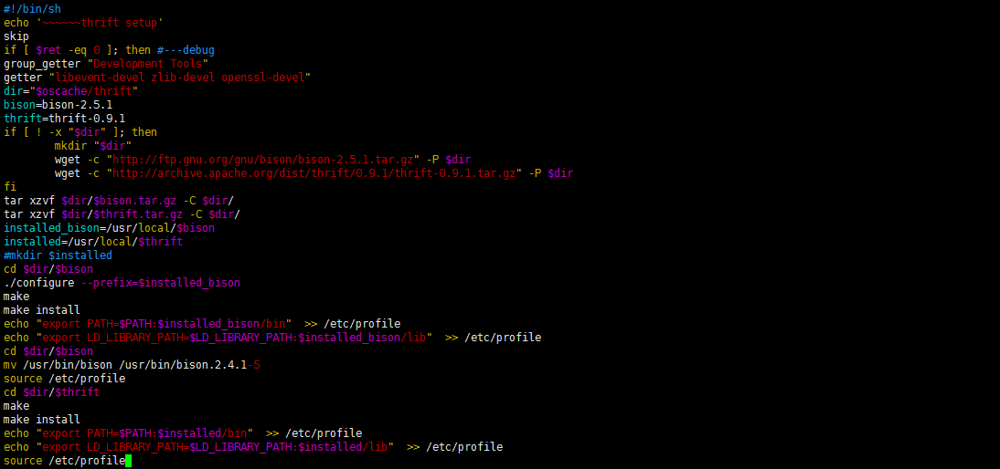 #!/bin/sh
echo '~~~~~~thrift setup'
skip
if [ $ret -eq 0 ]; then #---debug
group_getter "Development Tools"
getter "libevent-devel zlib-devel openssl-devel"
dir="$oscache/thrift"
bison=bison-2.5.1
thrift=thrift-0.9.1
if [ ! -x "$dir" ]; then
        mkdir "$dir"
        wget -c "http://ftp.gnu.org/gnu/bison/bison-2.5.1.tar.gz" -P $dir
        wget -c "http://archive.apache.org/dist/thrift/0.9.1/thrift-0.9.1.tar.gz" -P $dir
fi
tar xzvf $dir/$bison.tar.gz -C $dir/
tar xzvf $dir/$thrift.tar.gz -C $dir/
installed_bison=/usr/local/$bison
installed=/usr/local/$thrift
#mkdir $installed
cd $dir/$bison
./configure --prefix=$installed_bison
make
make install
echo "export PATH=$PATH:$installed_bison/bin"  >> /etc/profile
echo "export LD_LIBRARY_PATH=$LD_LIBRARY_PATH:$installed_bison/lib"  >> /etc/profile
cd $dir/$bison
mv /usr/bin/bison /usr/bin/bison.2.4.1-5
source /etc/profile
cd $dir/$thrift
make
make install
echo "export PATH=$PATH:$installed/bin"  >> /etc/profile
echo "export LD_LIBRARY_PATH=$LD_LIBRARY_PATH:$installed/lib"  >> /etc/profile
source /etc/profile